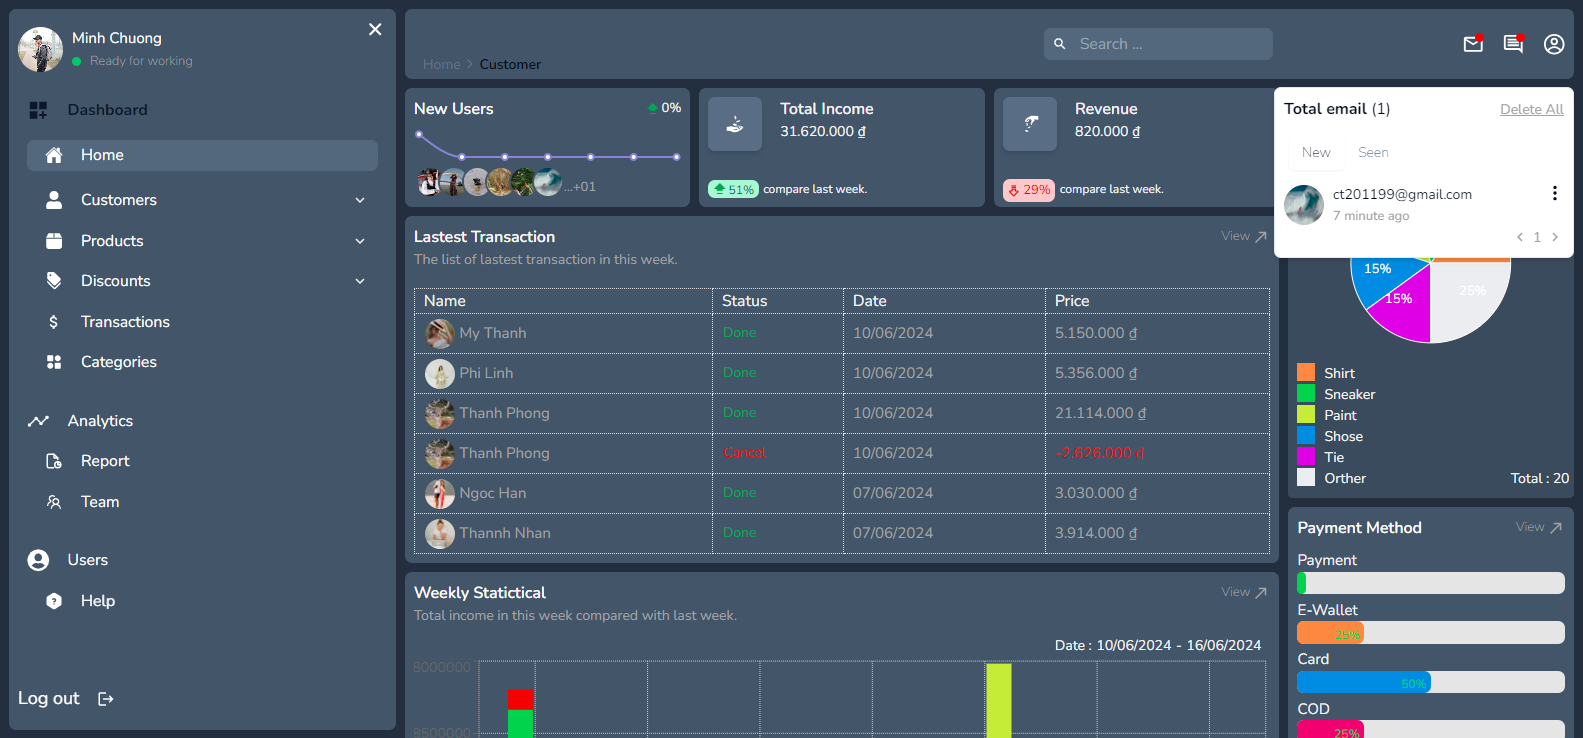 Minh Chuong
Ready for working
Dashboard
Home
Customers
Products
Discounts
Transactions
Categories
Analytics
Report
Team
Users
Help
Log out
Home > Customer
Search ...
New Users
0%
...+01
Total Income
31.620.000 ₫
51% compare last week.
Revenue
820.000 ₫
29% compare last week.
Total email (1)
Delete All
New Seen
ct201199@gmail.com
7 minute ago
< 1 >
Lastest Transaction
View
The list of lastest transaction in this week.
Name Status Date Price
My Thanh Done 10/06/2024 5.150.000 ₫
Phi Linh Done 10/06/2024 5.356.000 ₫
Thanh Phong Done 10/06/2024 21.114.000 ₫
Thanh Phong Cancel 10/06/2024 -2.626.000 ₫
Ngoc Han Done 07/06/2024 3.030.000 ₫
Thannh Nhan Done 07/06/2024 3.914.000 ₫
15%
15%
25%
Shirt
Sneaker
Paint
Shose
Tie
Orther
Total : 20
Weekly Statictical
View
Total income in this week compared with last week.
Date : 10/06/2024 - 16/06/2024
8000000
Payment Method
View
Payment
E-Wallet
25%
Card
50%
COD
25%